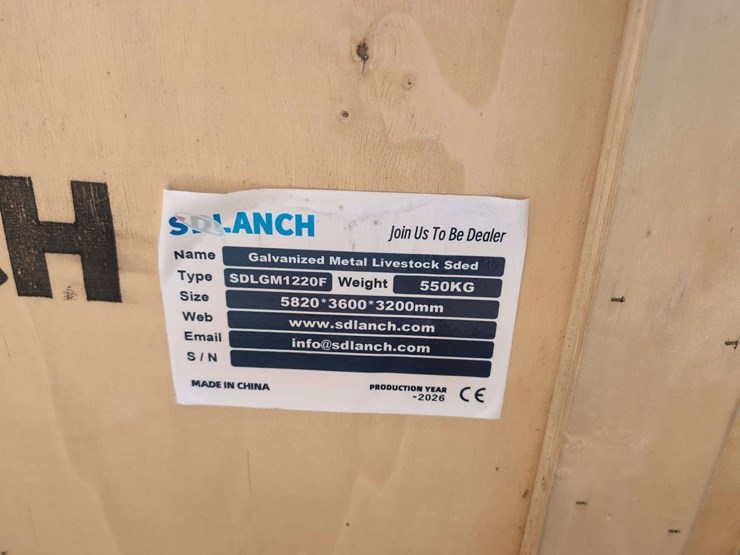 H
SDLANCH
Join Us To Be Dealer
Name Galvanized Metal Livestock Sded
Type SDLGM1220F Weight 550KG
Size 5820*3600*3200mm
Web www.sdlanch.com
Email info@sdlanch.com
S/N
MADE IN CHINA
PRODUCTION YEAR
-2026
CE